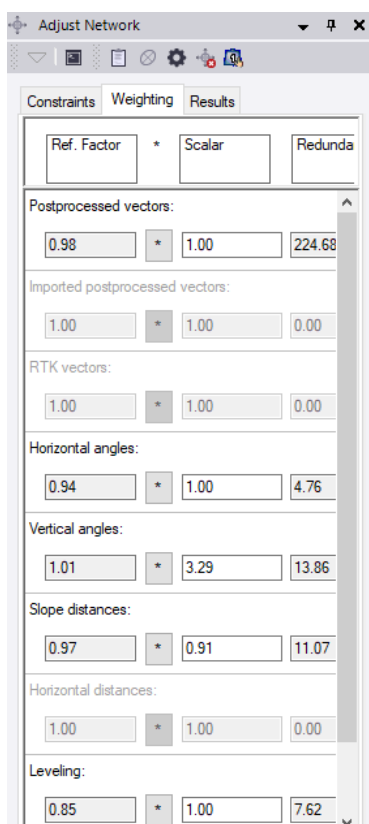 Adjust Network
Constraints Weighting Results
Ref. Factor * Scalar Redunda
Postprocessed vectors:
0.98 * 1.00 224.68
Imported postprocessed vectors:
1.00 * 1.00 0.00
RTK vectors:
1.00 * 1.00 0.00
Horizontal angles:
0.94 * 1.00 4.76
Vertical angles:
1.01 * 3.29 13.86
Slope distances:
0.97 * 0.91 11.07
Horizontal distances:
1.00 * 1.00 0.00
Leveling:
0.85 * 1.00 7.62